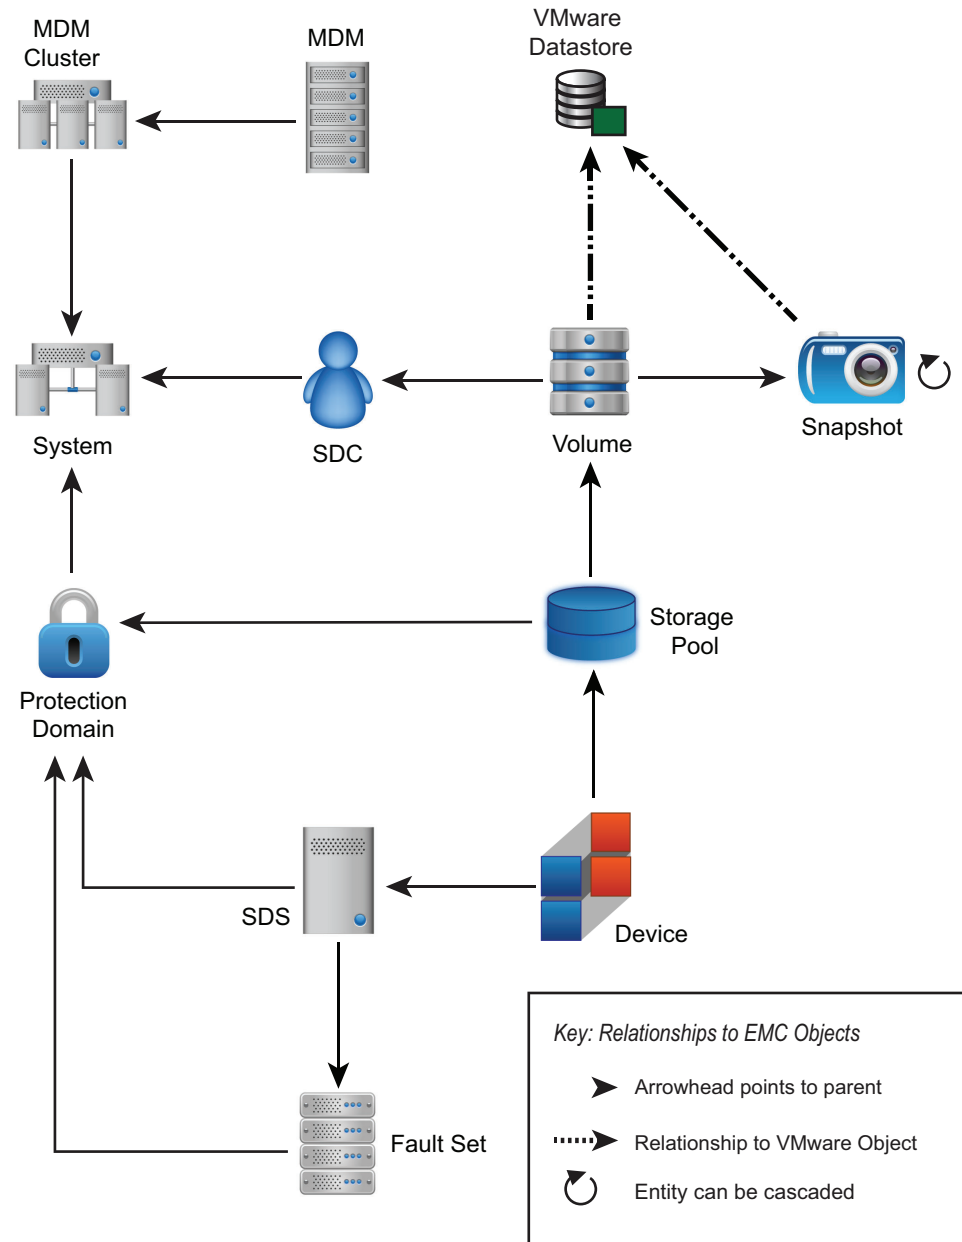 MDM
Cluster
MDM
VMware
Datastore
System
SDC
Volume
Snapshot
Storage
Pool
Protection
Domain
SDS
Device
Fault Set
Key: Relationships to EMC Objects
Arrowhead points to parent
Relationship to VMware Object
Entity can be cascaded